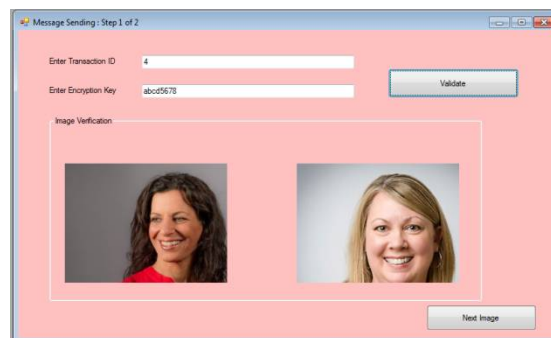 Message Sending : Step 1 of 2
Enter Transaction ID 4
Validate
Enter Encryption Key abcd5678
Image Verification
Next Image